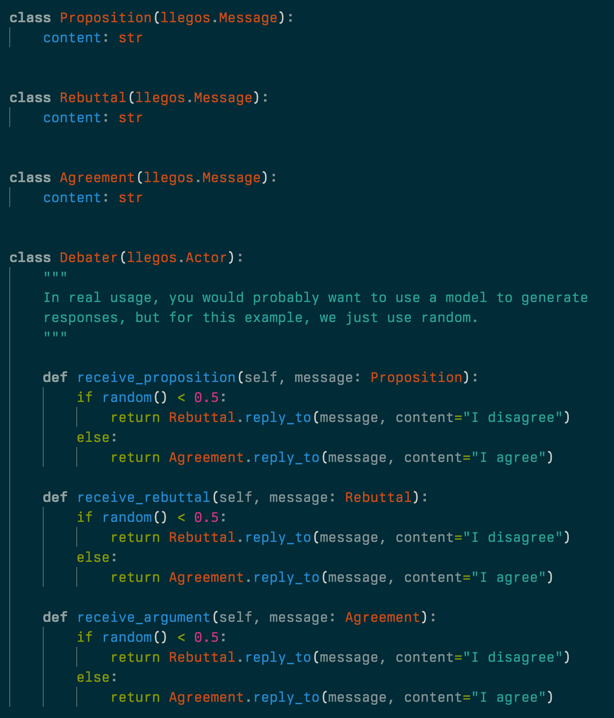 class Proposition(llegos.Message):
    content: str
class Rebuttal(llegos.Message):
    content: str
class Agreement(llegos.Message):
    content: str
class Debater(llegos.Actor):
    """
    In real usage, you would probably want to use a model to generate
    responses, but for this example, we just use random.
    """
    def receive_proposition(self, message: Proposition):
        if random() < 0.5:
            return Rebuttal.reply_to(message, content="I disagree")
        else:
            return Agreement.reply_to(message, content="I agree")
    def receive_rebuttal(self, message: Rebuttal):
        if random() < 0.5:
            return Rebuttal.reply_to(message, content="I disagree")
        else:
            return Agreement.reply_to(message, content="I agree")
    def receive_argument(self, message: Agreement):
        if random() < 0.5:
            return Rebuttal.reply_to(message, content="I disagree")
        else:
            return Agreement.reply_to(message, content="I agree")